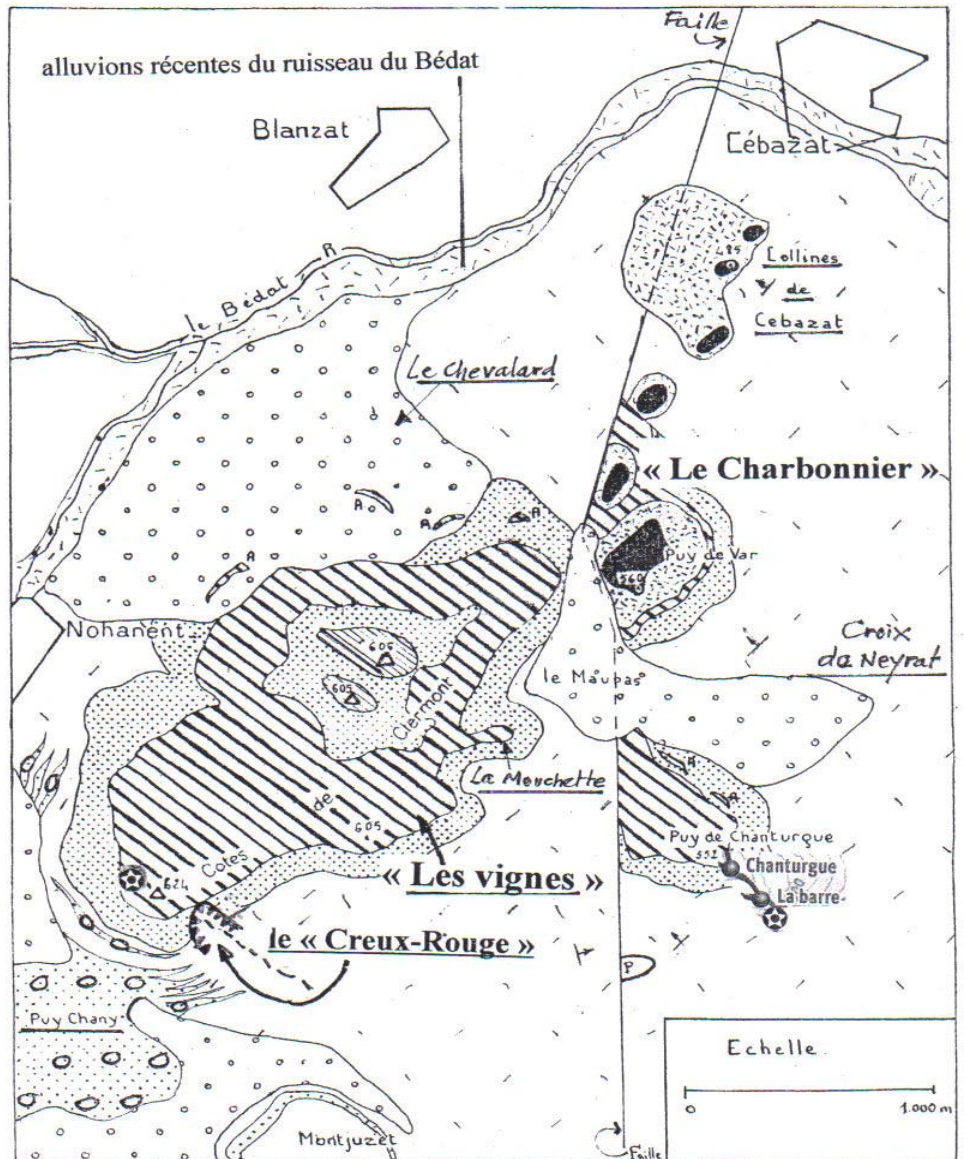 Faille
alluvions récentes du ruisseau du Bédat
Blanzat
Cébazat
R
le Bédat
485
Collines
de
Cebazat
Le Chevalard
« Le Charbonnier »
R
R
R
R
Puy de Var
560
Nohanent
606
605
Croix
de Neyrat
le Maupas
Clermont
La Mouchette
de
605
R
R
Puy de Chanturgue
552
Chanturgue
Cotes
« Les vignes »
La barre
624
le « Creux-Rouge »
P
Puy Chany
Echelle
0
1.000 m
Montjuzet
Faille